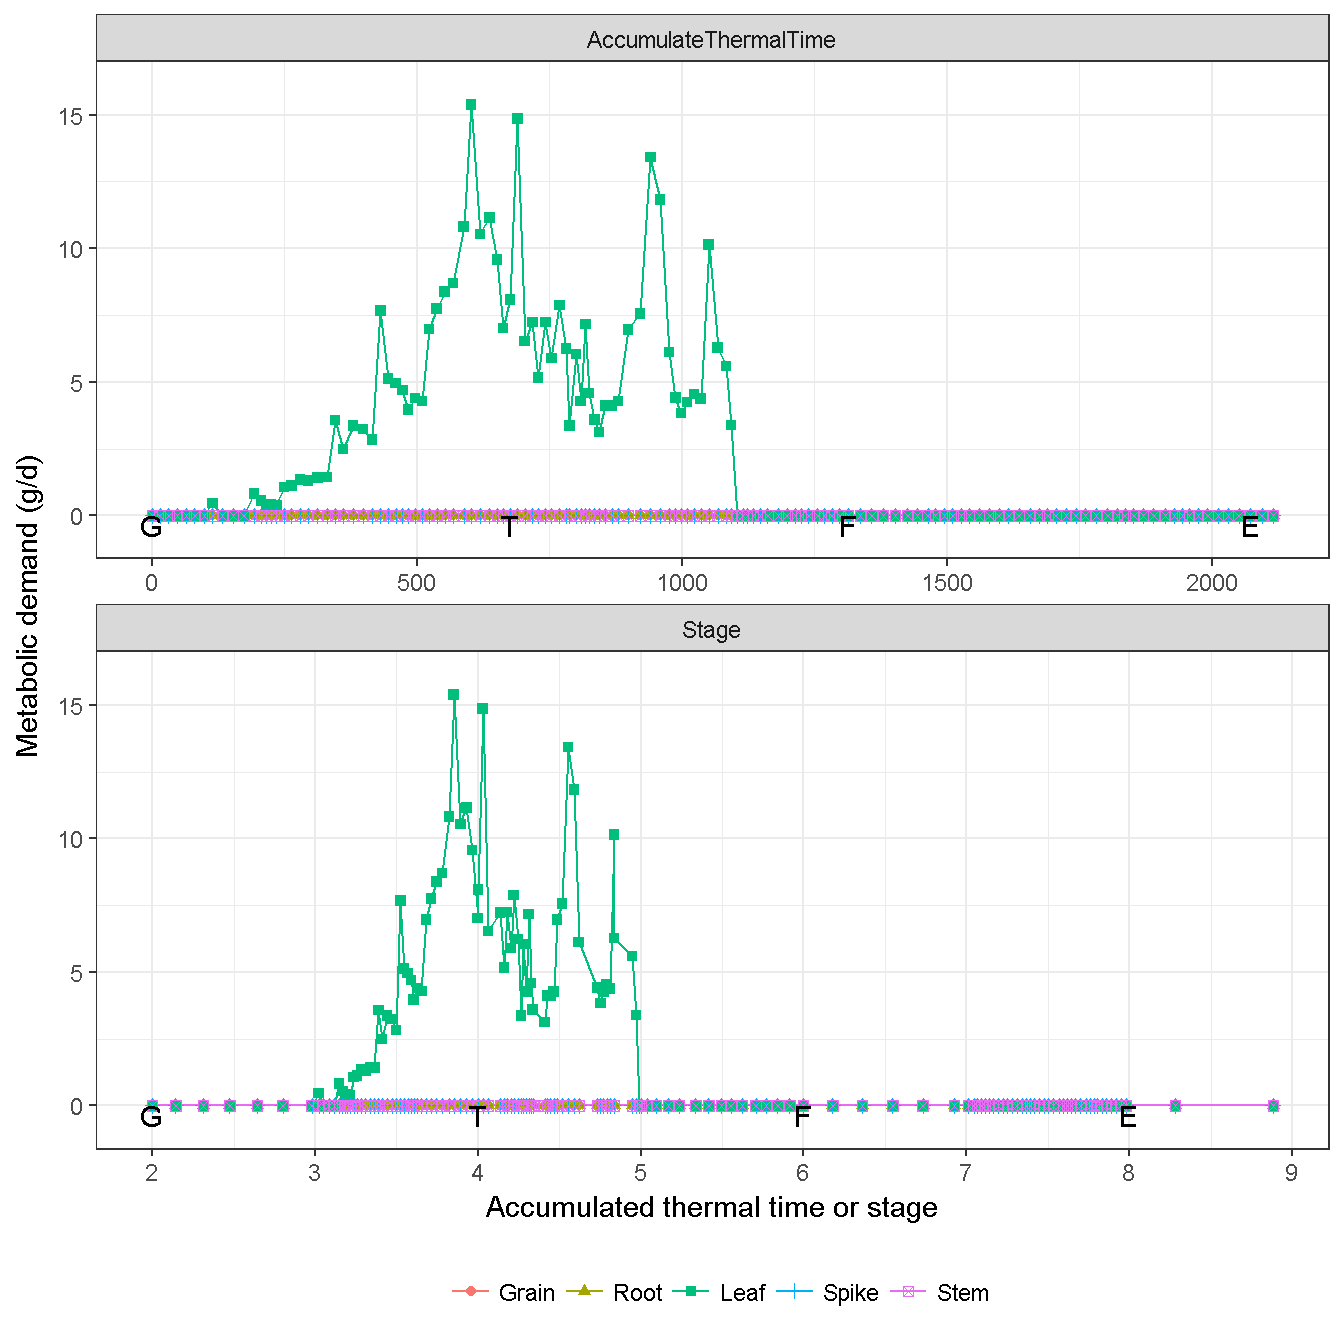 AccumulateThermalTime
15
10
5
0
G T F E
0 500 1000 1500 2000
Metabolic demand (g/d)
Stage
15
10
5
0
G T F E
2 3 4 5 6 7 8 9
Accumulated thermal time or stage
Grain Root Leaf Spike Stem